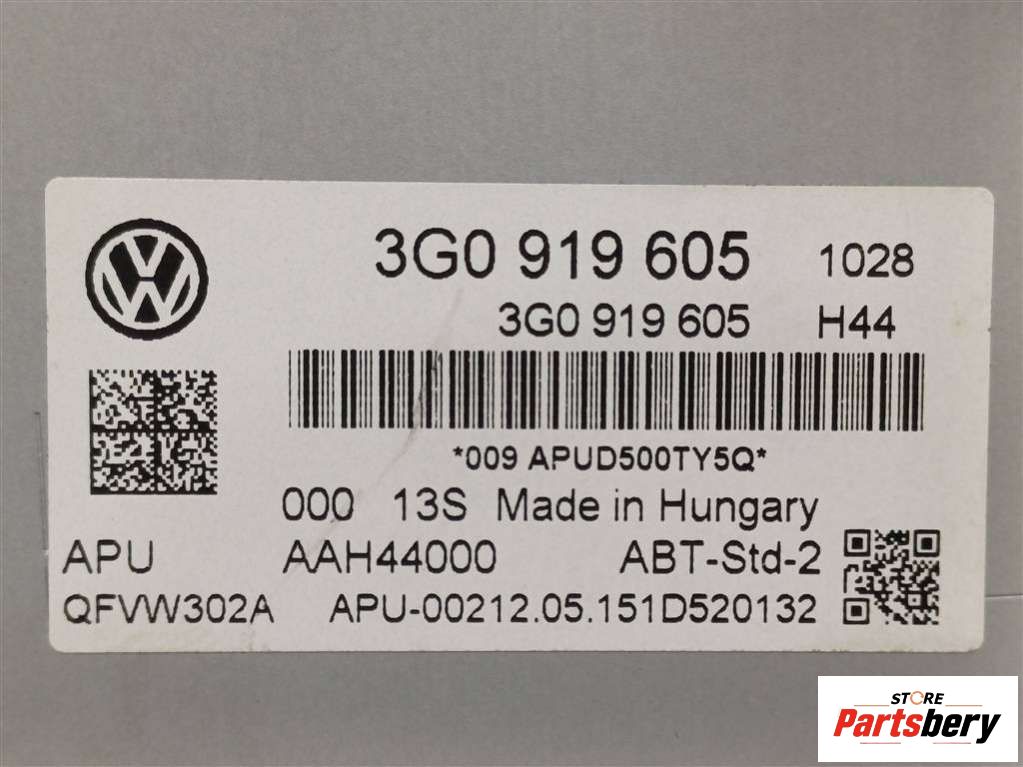 3G0 919 605 1028
3G0 919 605 H44
*009 APUD500TY5Q*
000 13S Made in Hungary
APU AAH44000 ABT-Std-2
QFVW302A APU-00212.05.151D520132
STORE
Partsbery